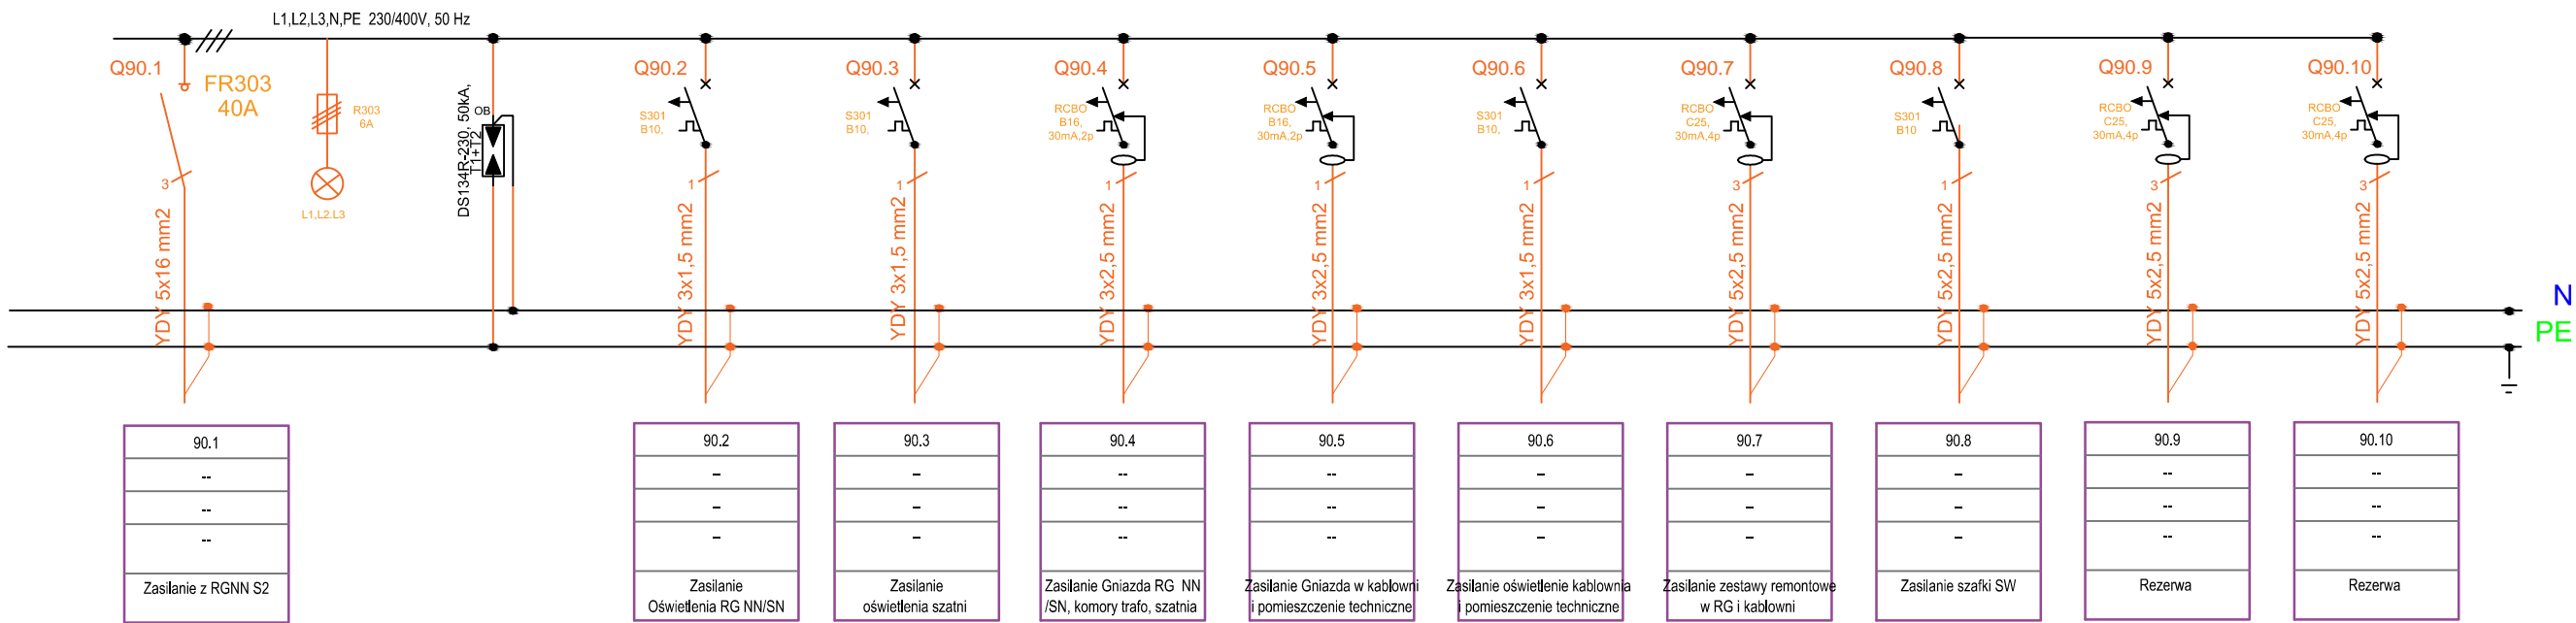 L1,L2,L3,N,PE 230/400V, 50 Hz
Q90.1
FR303
40A
3
YDY 5x16 mm2
R303
6A
L1,L2.L3
DS134R-230, 50kA,
T1+T2
OB
Q90.2
S301
B10,
1
YDY 3x1,5 mm2
Q90.3
S301
B10,
1
YDY 3x1,5 mm2
Q90.4
RCBO
B16,
30mA,2p
1
YDY 3x2,5 mm2
Q90.5
RCBO
B16,
30mA,2p
1
YDY 3x2,5 mm2
Q90.6
S301
B10,
1
YDY 3x1,5 mm2
Q90.7
RCBO
C25,
30mA,4p
3
YDY 5x2,5 mm2
Q90.8
S301
B10
1
YDY 5x2,5 mm2
Q90.9
RCBO
C25,
30mA,4p
3
YDY 5x2,5 mm2
Q90.10
RCBO
C25,
30mA,4p
3
YDY 5x2,5 mm2
N
PE
90.1
--
--
--
Zasilanie z RGNN S2
90.2
–
–
–
Zasilanie
Oświetlenia RG NN/SN
90.3
–
–
–
Zasilanie
oświetlenia szatni
90.4
--
--
--
Zasilanie Gniazda RG NN
/SN, komory trafo, szatnia
90.5
--
--
--
Zasilanie Gniazda w kablowni
i pomieszczenie techniczne
90.6
–
–
–
Zasilanie oświetlenie kablownia
i pomieszczenie techniczne
90.7
–
–
–
Zasilanie zestawy remontowe
w RG i kablowni
90.8
–
–
–
Zasilanie szafki SW
90.9
--
--
--
Rezerwa
90.10
--
--
--
Rezerwa